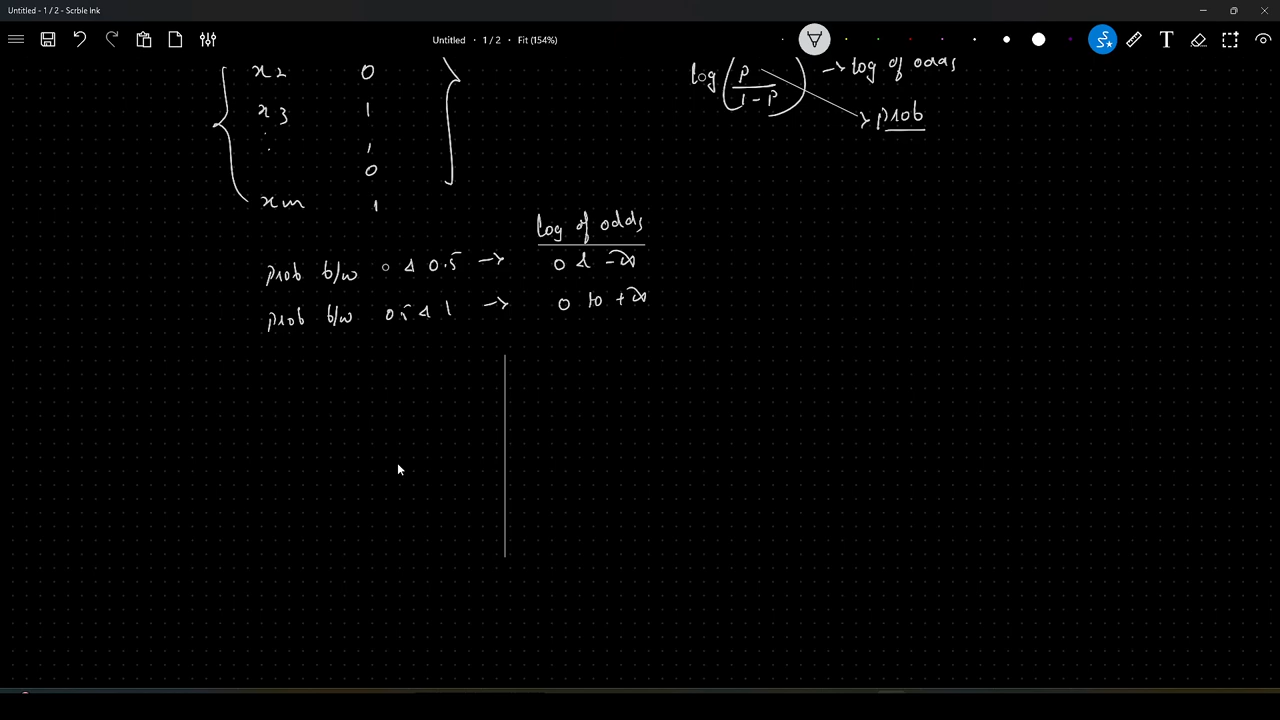 Untitled - 1 / 2 - Scrble Ink
Untitled • 1 / 2 • Fit (154%)
x2 0
x3 1
: 1
0
xm 1
log(p/1-p) → log of odds
→ prob
log of odds
prob b/w 0 & 0.5 → 0 & -∞
prob b/w 0.5 & 1 → 0 to +∞